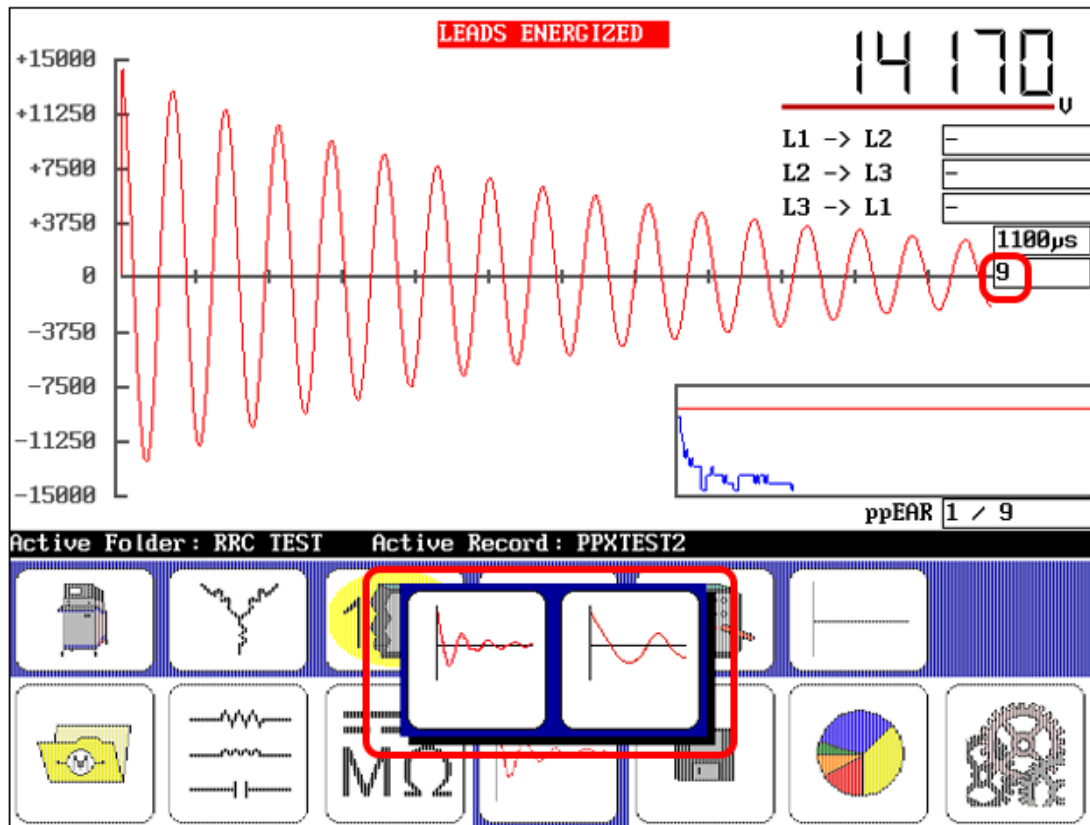 LEADS ENERGIZED
14170 V
+15000
+11250
+7500
+3750
0
-3750
-7500
-11250
-15000
L1 -> L2 -
L2 -> L3 -
L3 -> L1 -
1100µs
9
ppEAR 1 / 9
Active Folder: RRC TEST Active Record: PPXTEST2
MΩ
M